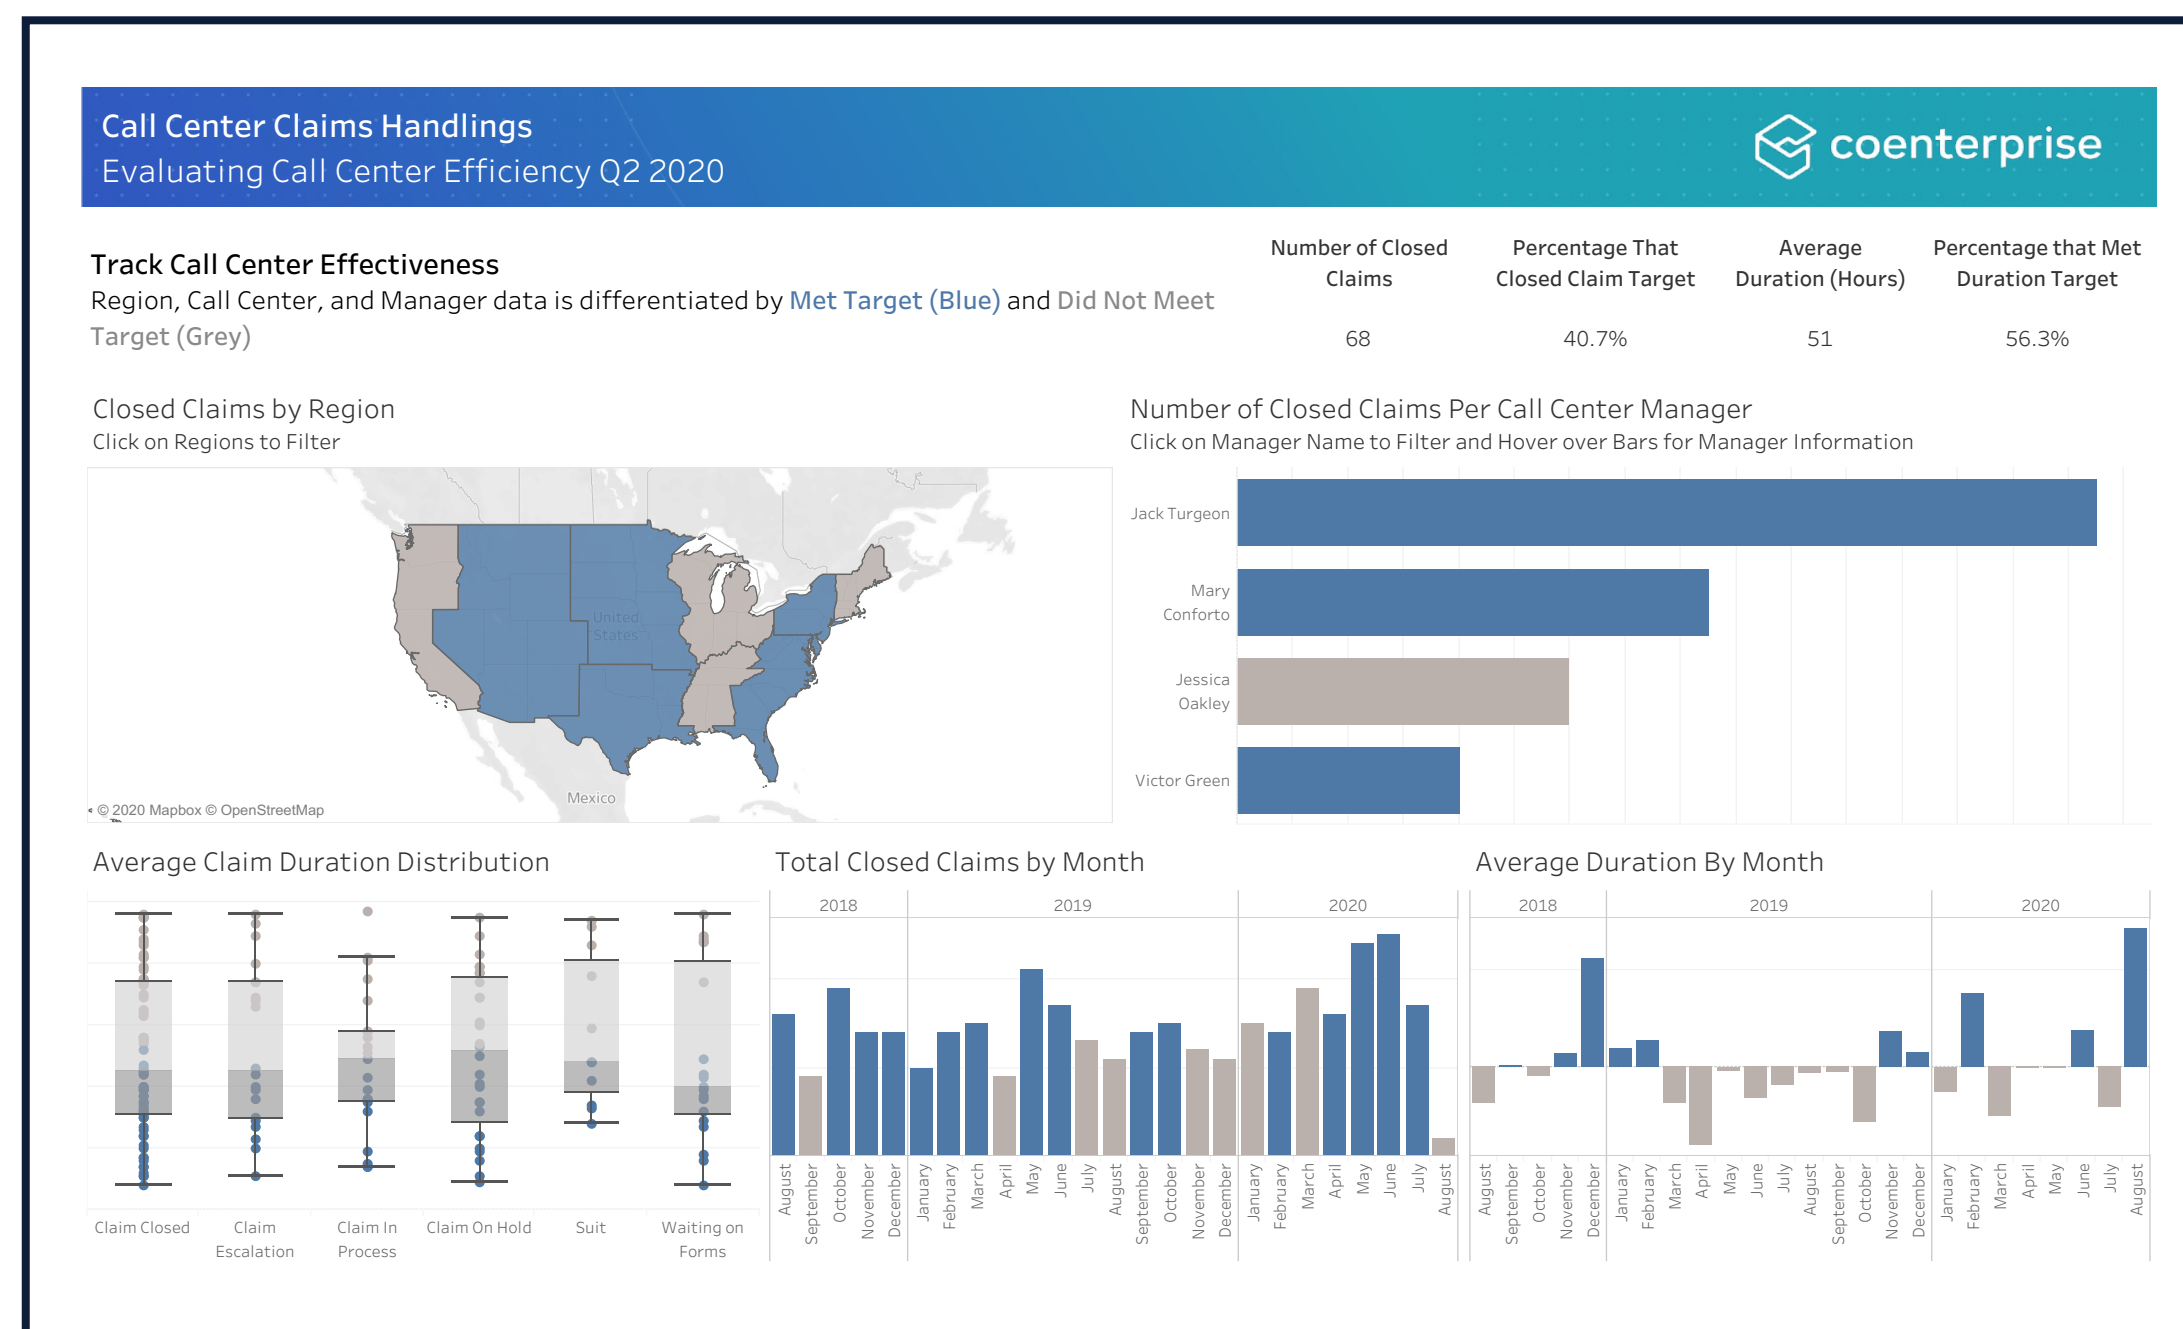 Call Center Claims Handlings
Evaluating Call Center Efficiency Q2 2020
coenterprise
Track Call Center Effectiveness
Region, Call Center, and Manager data is differentiated by Met Target (Blue) and Did Not Meet
Target (Grey)
Number of Closed
Claims
68
Percentage That
Closed Claim Target
40.7%
Average
Duration (Hours)
51
Percentage that Met
Duration Target
56.3%
Closed Claims by Region
Click on Regions to Filter
United
States
Mexico
© 2020 Mapbox © OpenStreetMap
Number of Closed Claims Per Call Center Manager
Click on Manager Name to Filter and Hover over Bars for Manager Information
Jack Turgeon
Mary
Conforto
Jessica
Oakley
Victor Green
Average Claim Duration Distribution
Claim Closed
Claim
Escalation
Claim In
Process
Claim On Hold
Suit
Waiting on
Forms
Total Closed Claims by Month
2018
2019
2020
August
September
October
November
December
January
February
March
April
May
June
July
August
September
October
November
December
January
February
March
April
May
June
July
August
Average Duration By Month
2018
2019
2020
August
September
October
November
December
January
February
March
April
May
June
July
August
September
October
November
December
January
February
March
April
May
June
July
August